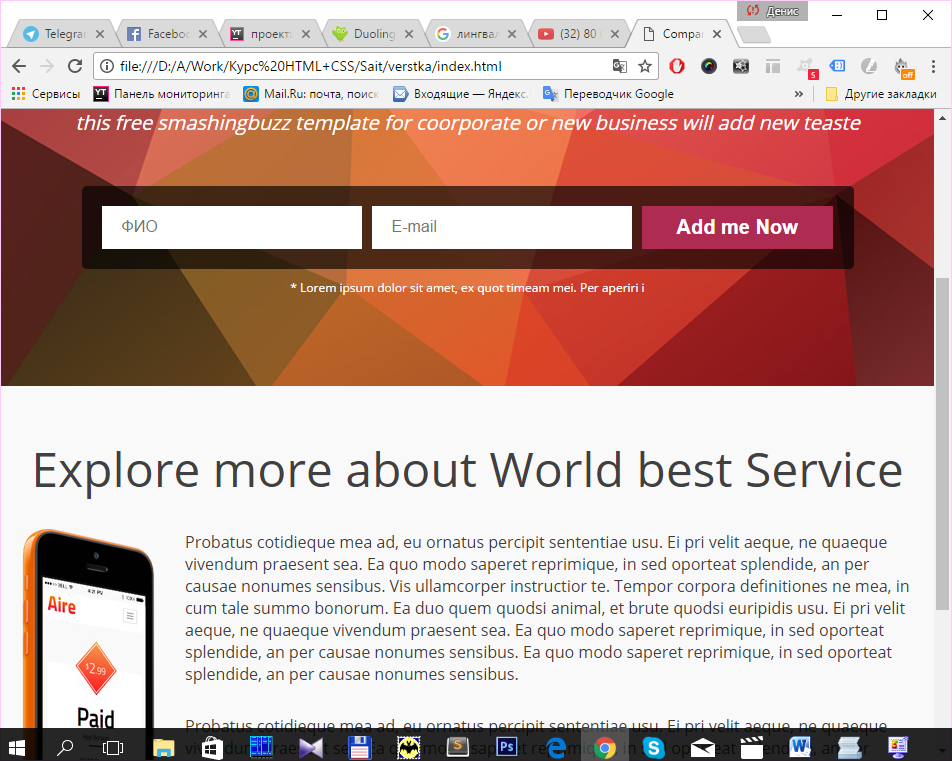 Денис
Telegra
Faceboo
проект
Duoling
лингвал
(32) 80
Compan
file:///D:/A/Work/Курс%20HTML+CSS/Sait/verstka/index.html
5
off
Сервисы
Панель мониторинга
Mail.Ru: почта, поиск
Входящие — Яндекс.
Переводчик Google
»
Другие закладки
this free smashingbuzz template for coorporate or new business will add new teaste
ФИО
E-mail
Add me Now
* Lorem ipsum dolor sit amet, ex quot timeam mei. Per aperiri i
Explore more about World best Service
4:21 PM
Aire
$2.99
Paid
Probatus cotidieque mea ad, eu ornatus percipit sententiae usu. Ei pri velit aeque, ne quaeque
vivendum praesent sea. Ea quo modo saperet reprimique, in sed oporteat splendide, an per
causae nonumes sensibus. Vis ullamcorper instructior te. Tempor corpora definitiones ne mea, in
cum tale summo bonorum. Ea duo quem quodsi animal, et brute quodsi euripidis usu. Ei pri velit
aeque, ne quaeque vivendum praesent sea. Ea quo modo saperet reprimique, in sed oporteat
splendide, an per causae nonumes sensibus. Ea quo modo saperet reprimique, in sed oporteat
splendide, an per causae nonumes sensibus.
Probatus cotidieque mea ad, eu ornatus percipit sententiae usu. Ei pri velit aeque, ne quaeque